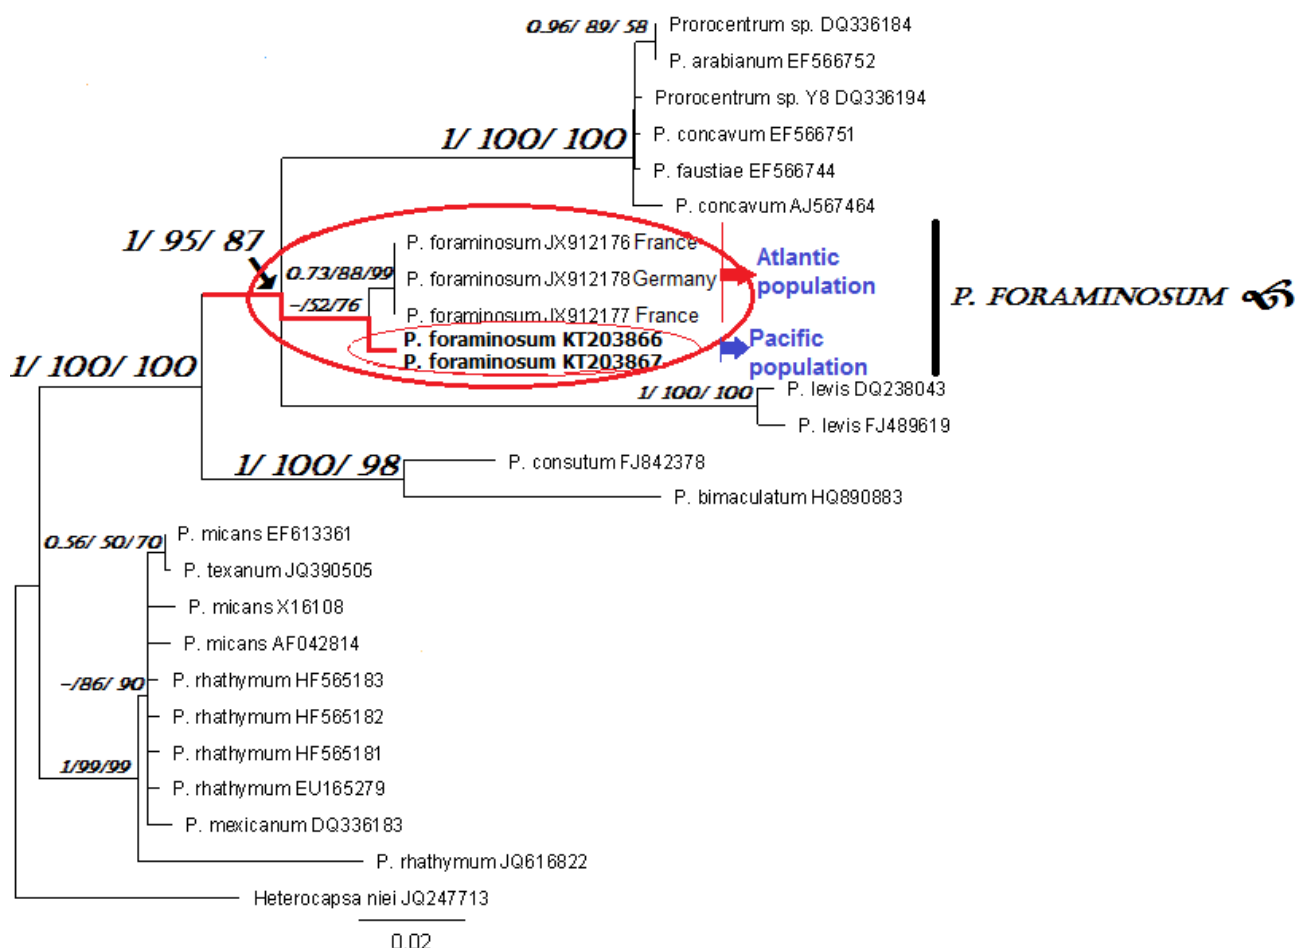 0.96/ 89/ 58
Prorocentrum sp. DQ336184
P. arabianum EF566752
Prorocentrum sp. Y8 DQ336194
1/ 100/ 100
P. concavum EF566751
P. faustiae EF566744
P. concavum AJ567464
1/ 95/ 87
P. foraminosum JX912176 France
0.73/88/99
P. foraminosum JX912178 Germany
Atlantic
population
P. FORAMINOSUM
-/52/76
P. foraminosum JX912177 France
P. foraminosum KT203866
P. foraminosum KT203867
Pacific
population
1/ 100/ 100
1/ 100/ 100
P. levis DQ238043
P. levis FJ489619
1/ 100/ 98
P. consutum FJ842378
P. bimaculatum HQ890883
0.56/ 50/ 70
P. micans EF613361
P. texanum JQ390505
P. micans X16108
P. micans AF042814
-/86/ 90
P. rhathymum HF565183
P. rhathymum HF565182
P. rhathymum HF565181
1/99/99
P. rhathymum EU165279
P. mexicanum DQ336183
P. rhathymum JQ616822
Heterocapsa niei JQ247713
0.02